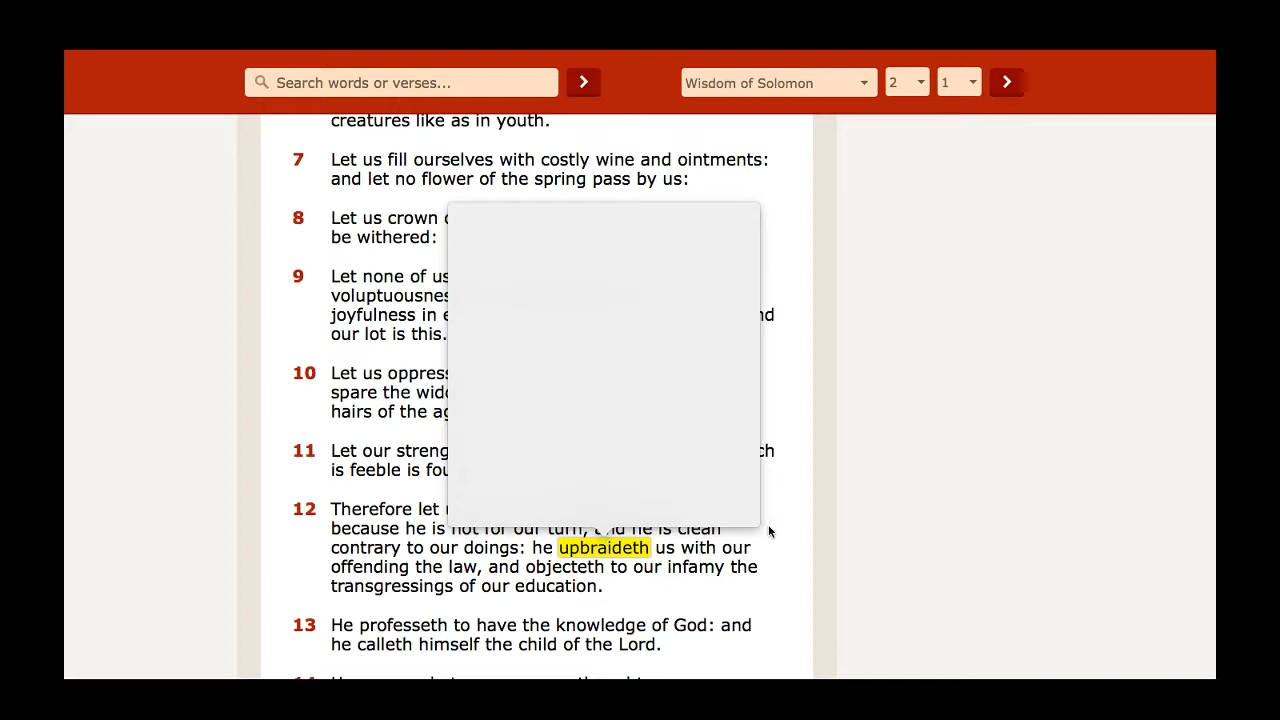 Search words or verses... Wisdom of Solomon 2 1
creatures like as in youth.
7 Let us fill ourselves with costly wine and ointments:
and let no flower of the spring pass by us:
8 Let us crown
be withered:
9 Let none of us
voluptuousnes
joyfulness in
our lot is this.
10 Let us oppress
spare the wido
hairs of the ag
11 Let our streng ch
is feeble is fou
12 Therefore let
because he is not for our turn, and he is clean
contrary to our doings: he upbraideth us with our
offending the law, and objecteth to our infamy the
transgressings of our education.
13 He professeth to have the knowledge of God: and
he calleth himself the child of the Lord.